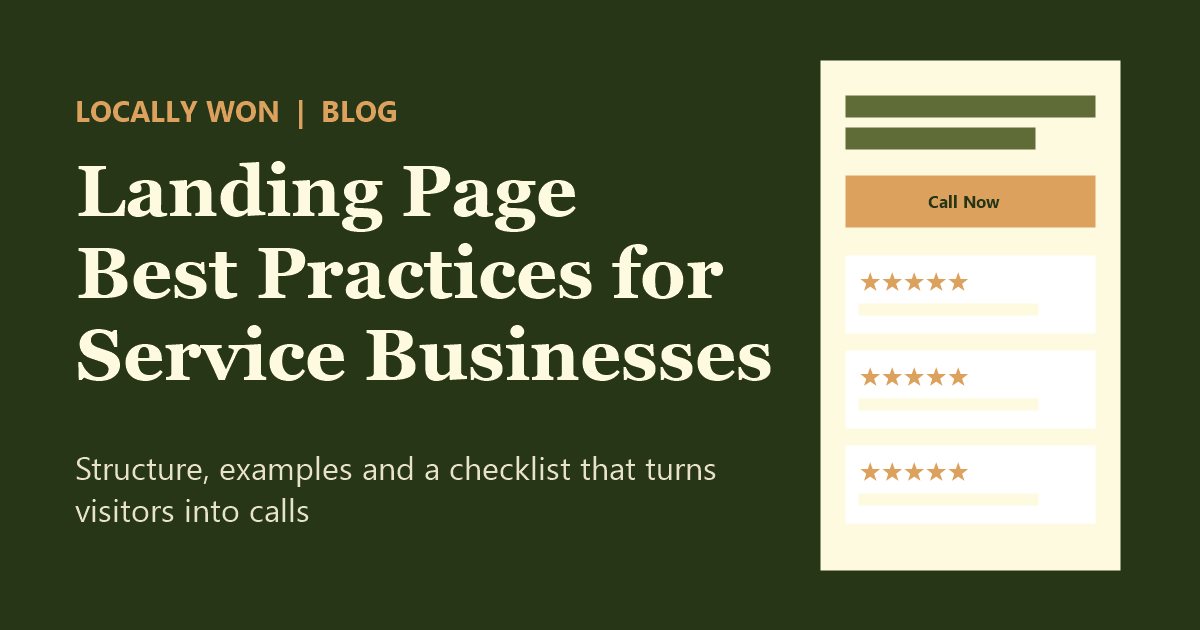 LOCALLY WON | BLOG
Landing Page
Best Practices for
Service Businesses
Structure, examples and a checklist that turns
visitors into calls
Call Now